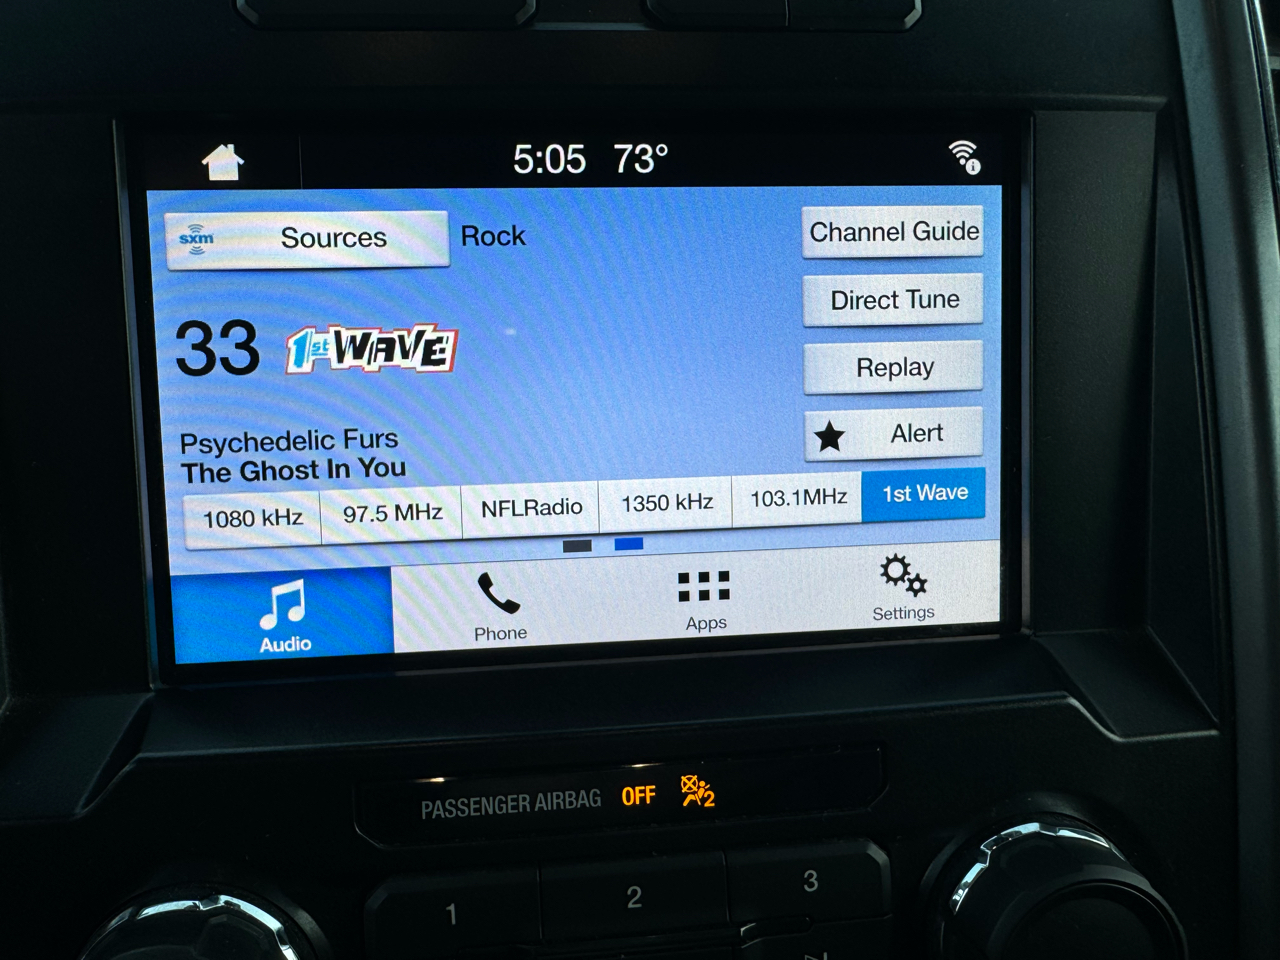 5:05 73°
sxm Sources
Rock
Channel Guide
Direct Tune
33 1st WAVE
Replay
Alert
Psychedelic Furs
The Ghost In You
1080 kHz 97.5 MHz NFLRadio 1350 kHz 103.1MHz 1st Wave
Audio Phone Apps Settings
PASSENGER AIRBAG OFF 2
1 2 3